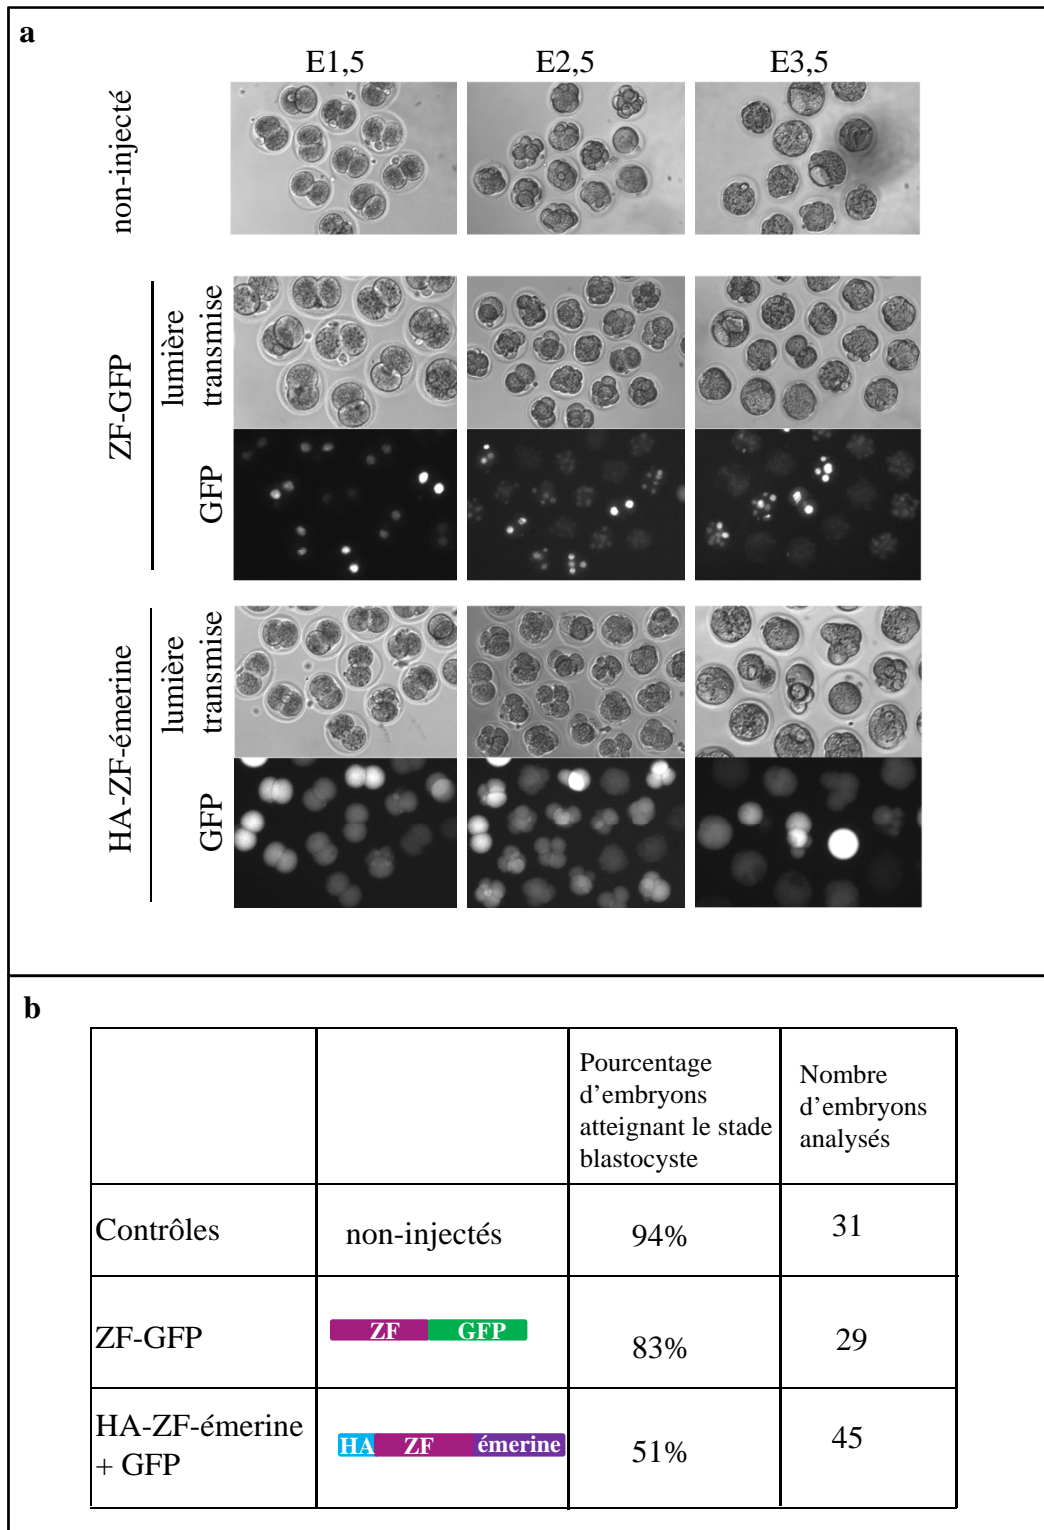 a
E1,5 E2,5 E3,5
non-injecté
ZF-GFP
lumière
transmise
GFP
HA-ZF-émerine
lumière
transmise
GFP
b
Pourcentage
d’embryons
atteignant le stade
blastocyste
Nombre
d’embryons
analysés
Contrôles
non-injectés
94%
31
ZF-GFP
ZF GFP
83%
29
HA-ZF-émerine
+ GFP
HA ZF émerine
51%
45